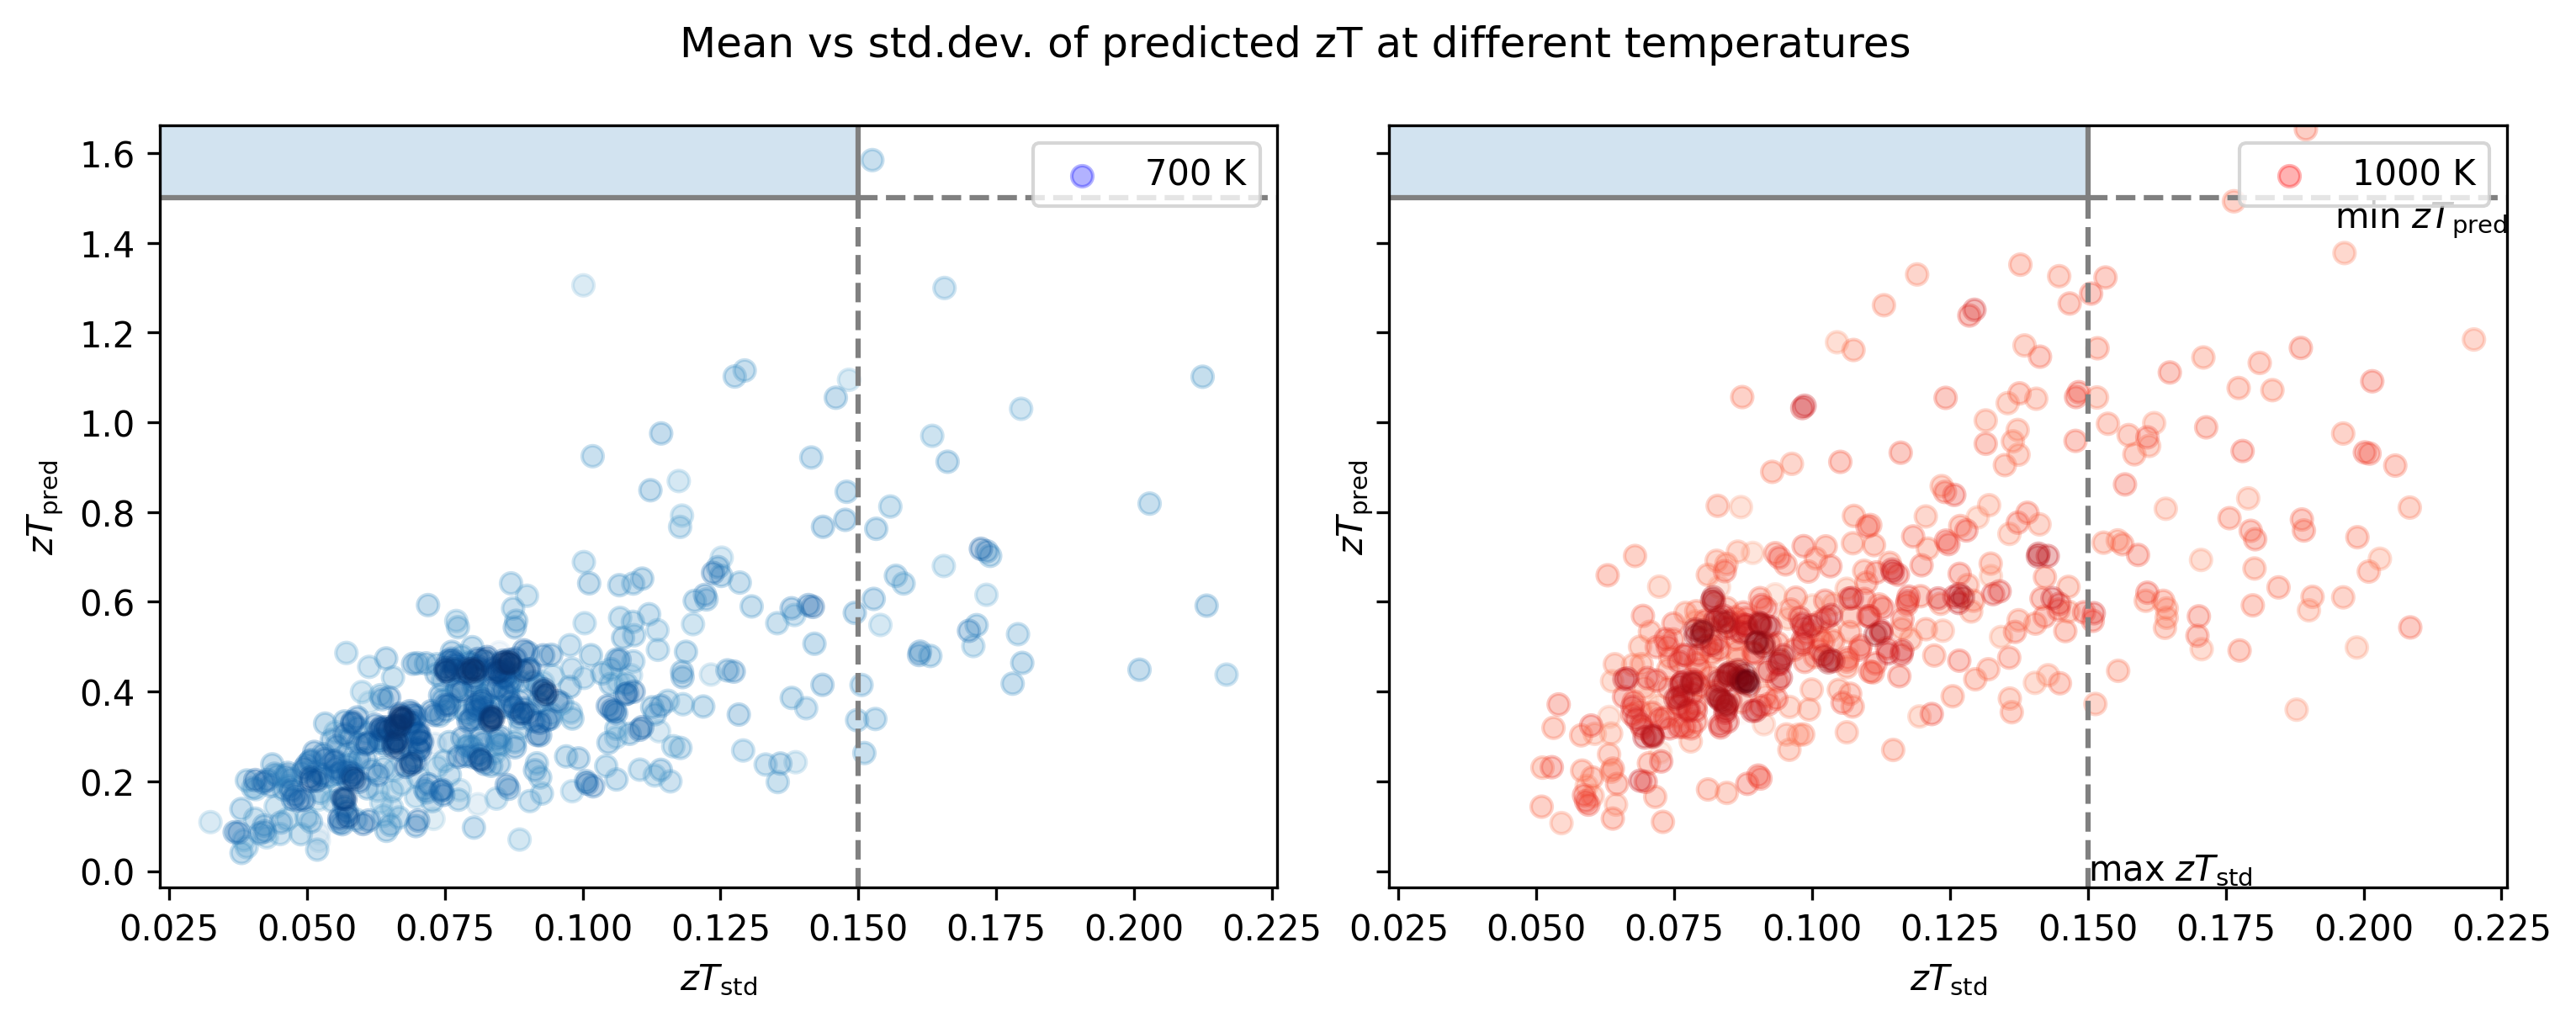 Mean vs std.dev. of predicted zT at different temperatures
700 K
1.6
1.4
1.2
1.0
0.8
0.6
0.4
0.2
0.0
zT_pred
0.025 0.050 0.075 0.100 0.125 0.150 0.175 0.200 0.225
zT_std
1000 K
min zT_pred
zT_pred
max zT_std
0.025 0.050 0.075 0.100 0.125 0.150 0.175 0.200 0.225
zT_std